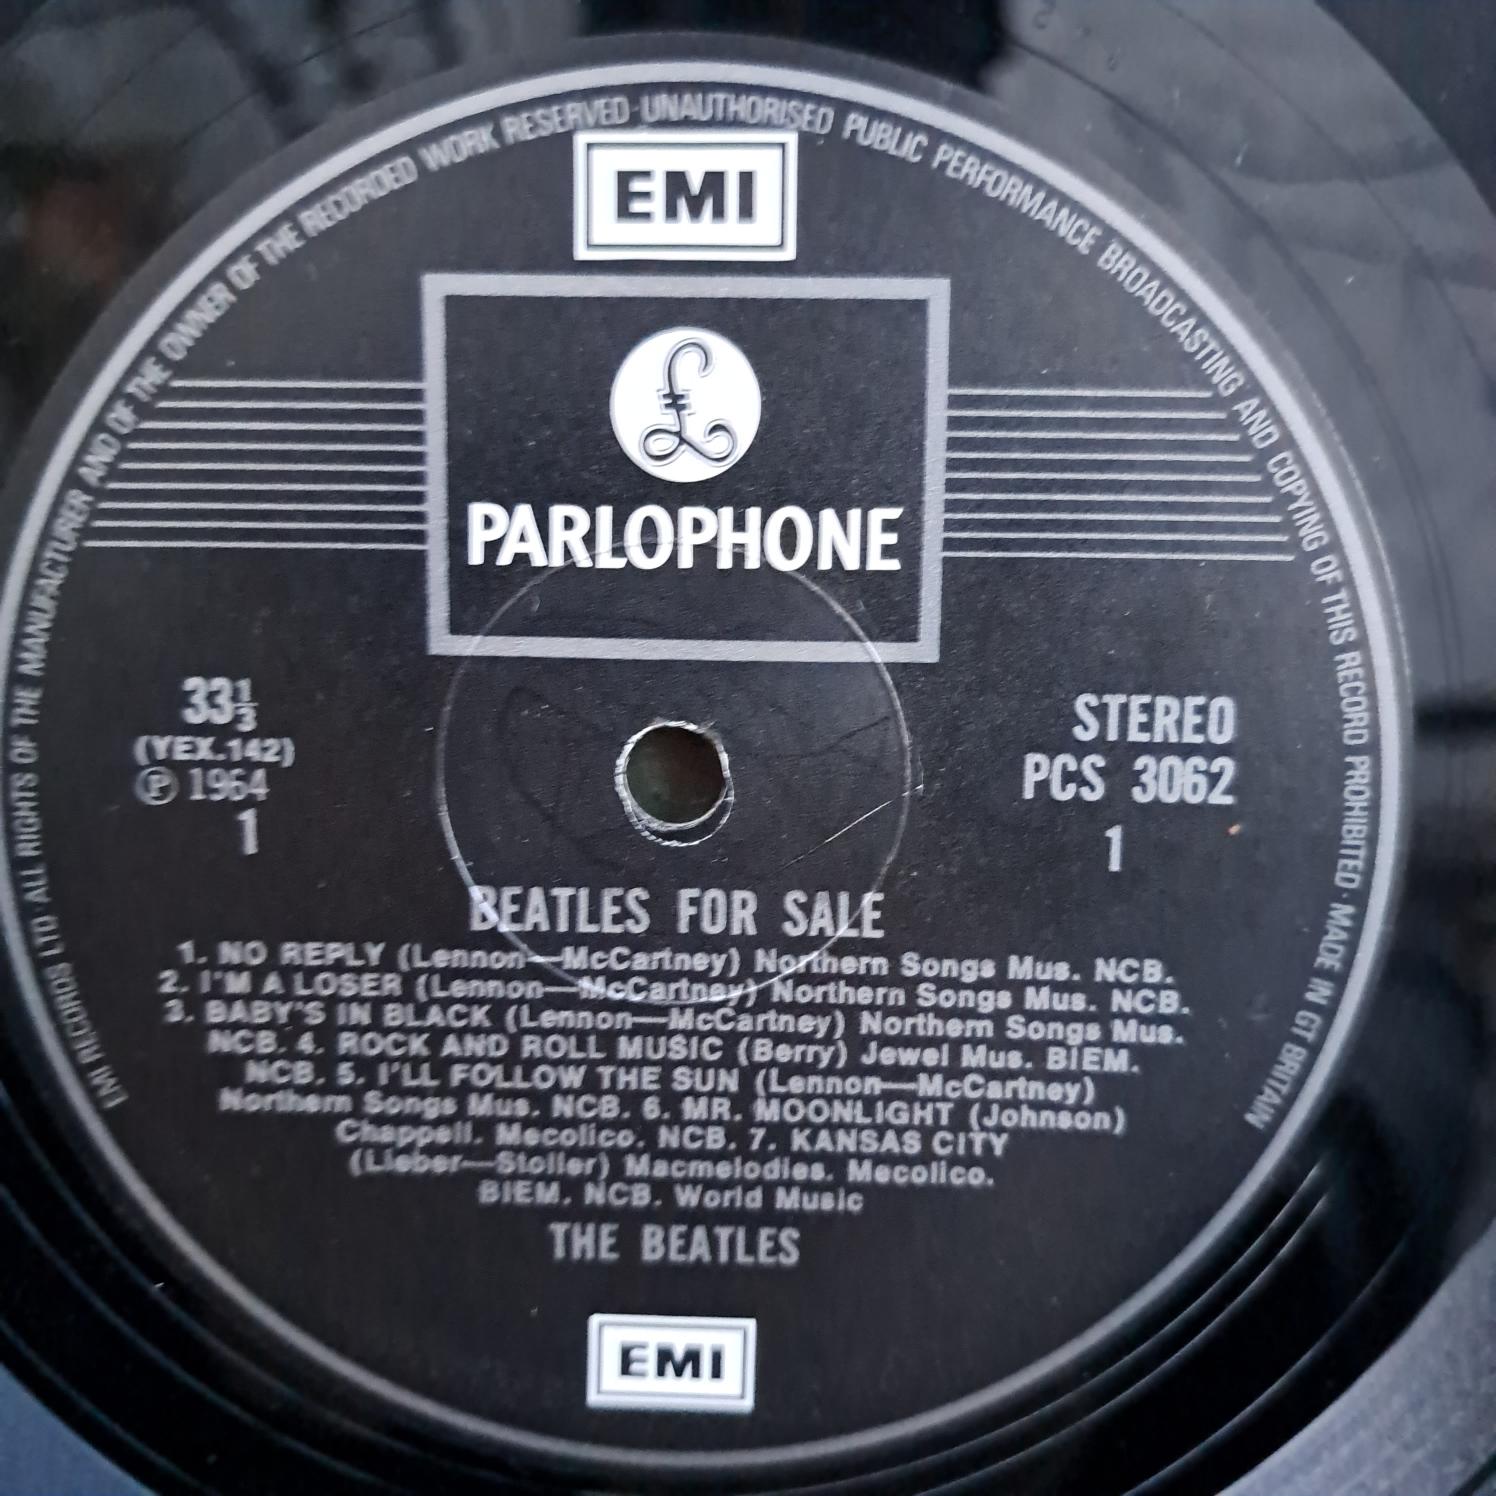 EMI RECORDS LTD · ALL RIGHTS OF THE MANUFACTURER AND OF THE OWNER OF THE RECORDED WORK RESERVED · UNAUTHORISED PUBLIC PERFORMANCE BROADCASTING AND COPYING OF THIS RECORD PROHIBITED · MADE IN GT BRITAIN
EMI
£
PARLOPHONE
33⅓
(YEX.142)
℗ 1964
1
STEREO
PCS 3062
1
BEATLES FOR SALE
1. NO REPLY (Lennon—McCartney) Northern Songs Mus. NCB.
2. I'M A LOSER (Lennon—McCartney) Northern Songs Mus. NCB.
3. BABY'S IN BLACK (Lennon—McCartney) Northern Songs Mus.
NCB. 4. ROCK AND ROLL MUSIC (Berry) Jewel Mus. BIEM.
NCB. 5. I'LL FOLLOW THE SUN (Lennon—McCartney)
Northern Songs Mus. NCB. 6. MR. MOONLIGHT (Johnson)
Chappell. Mecolico. NCB. 7. KANSAS CITY
(Lieber—Stoller) Macmelodies. Mecolico.
BIEM. NCB. World Music
THE BEATLES
EMI